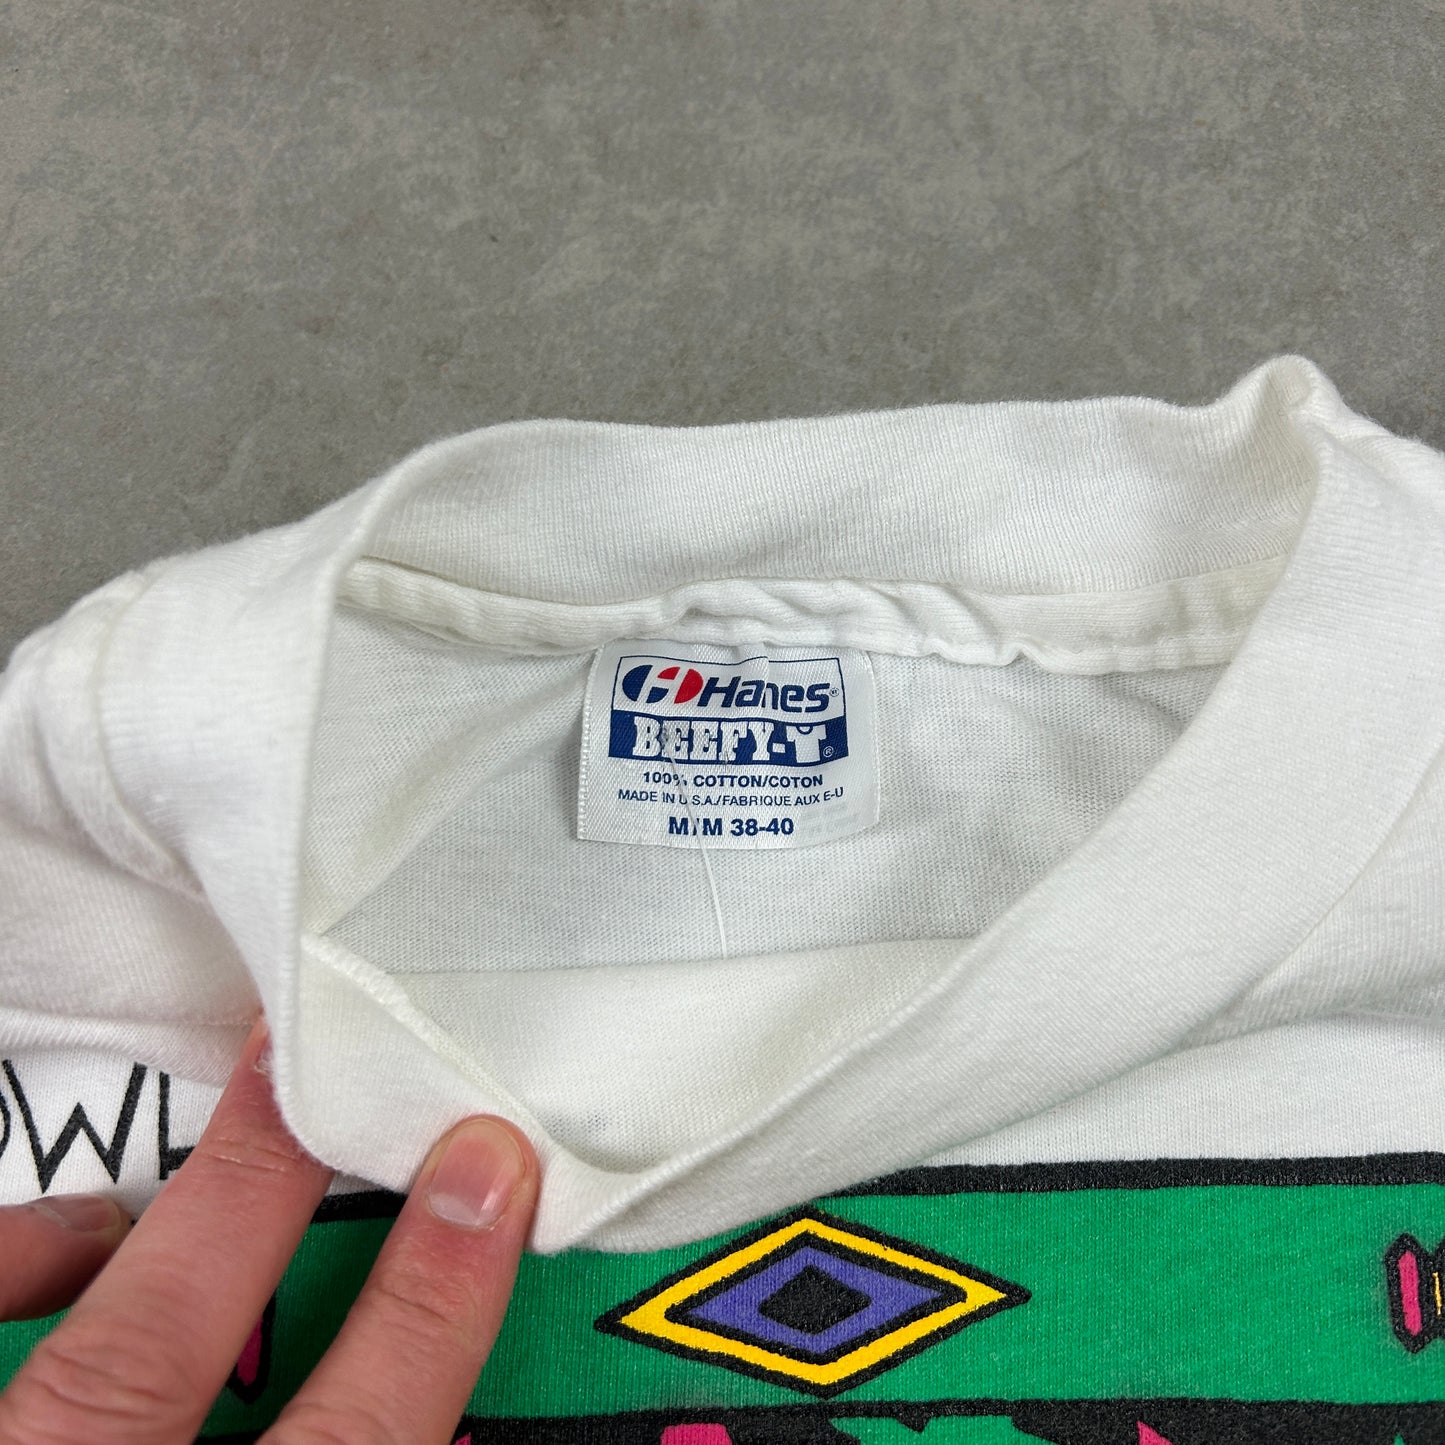 Hanes
BEEFY-T®
100% COTTON/COTON
MADE IN U.S.A./FABRIQUE AUX E-U
M/M 38-40